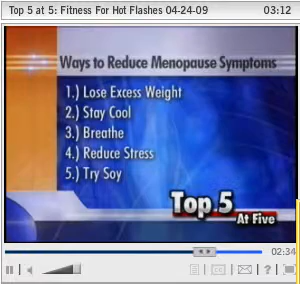 Top 5 at 5: Fitness For Hot Flashes 04-24-09 03:12
Ways to Reduce Menopause Symptoms
1.) Lose Excess Weight
2.) Stay Cool
3.) Breathe
4.) Reduce Stress
5.) Try Soy
Top 5
At Five
02:34
CC ?